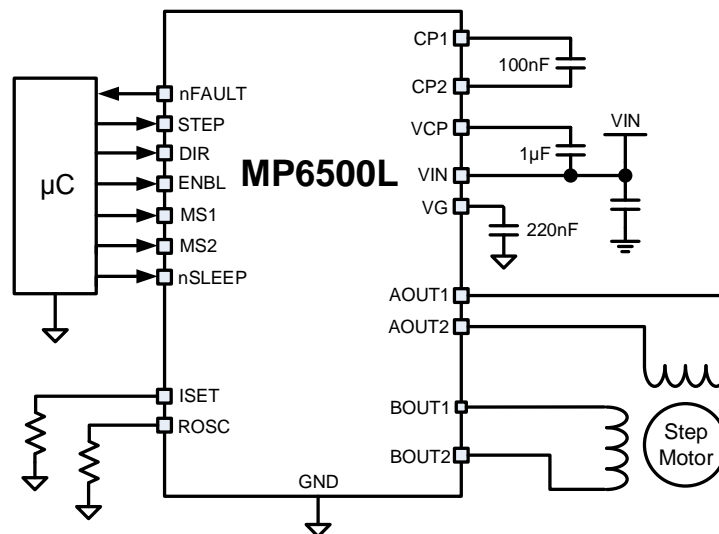 CP1
100nF
CP2
nFAULT
STEP
DIR
ENBL
MS1
MS2
nSLEEP
µC
MP6500L
VCP
1µF
VIN
VIN
VG
220nF
AOUT1
AOUT2
BOUT1
BOUT2
ISET
ROSC
GND
Step
Motor